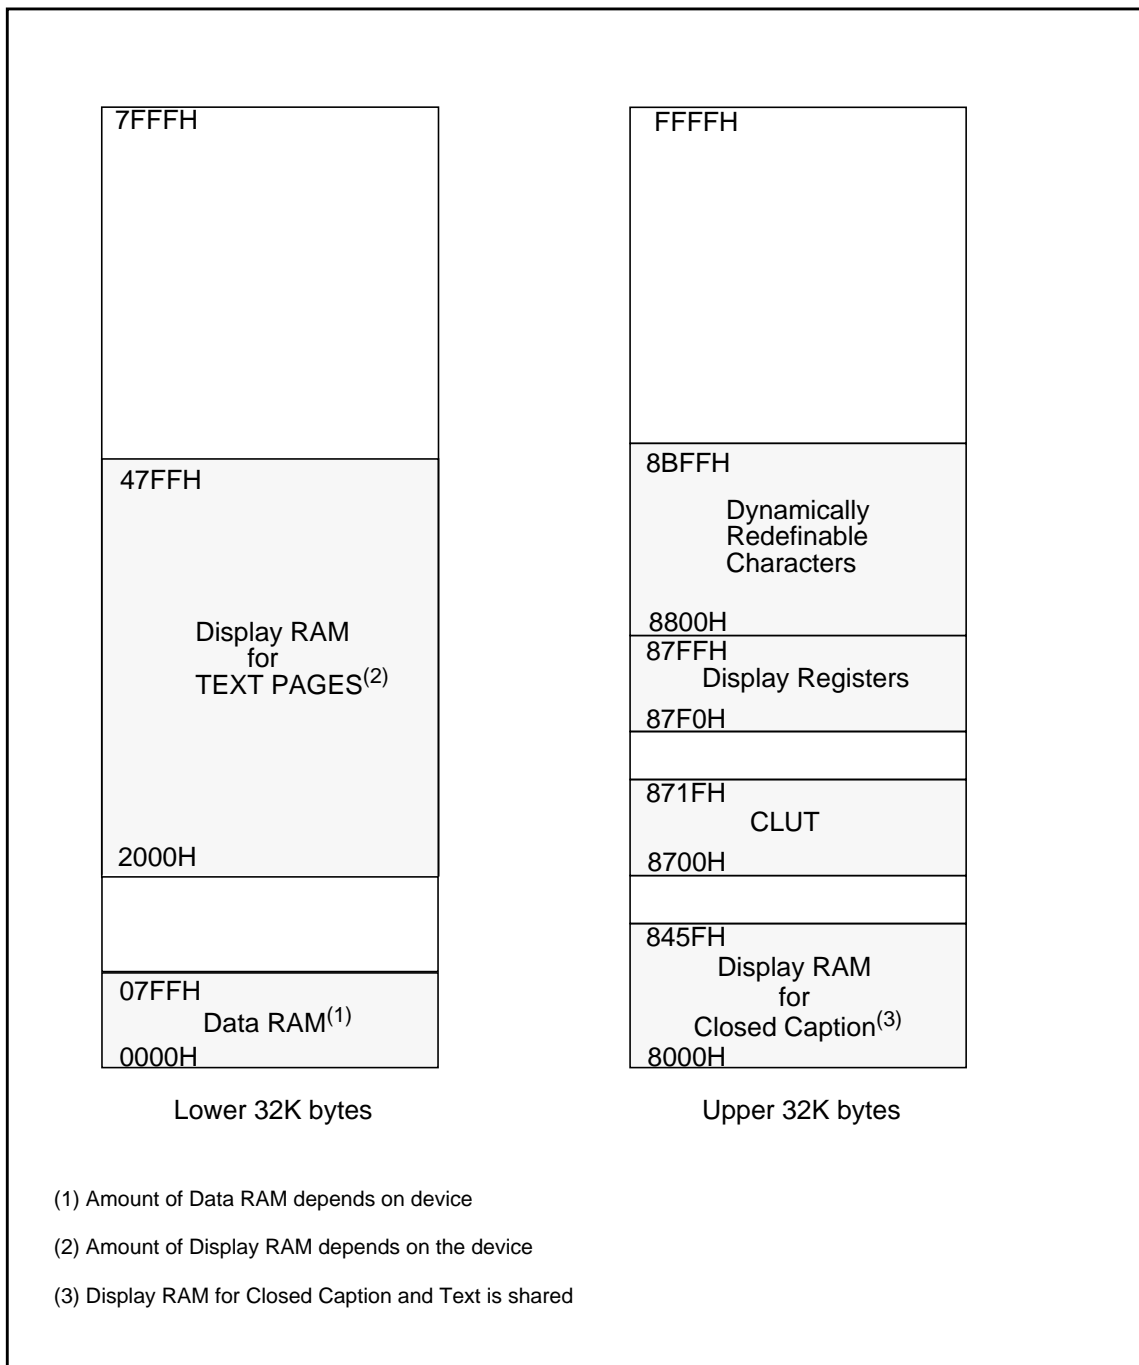 7FFFH
47FFH
Display RAM
for
TEXT PAGES(2)
2000H
07FFH
Data RAM(1)
0000H
Lower 32K bytes
FFFFH
8BFFH
Dynamically
Redefinable
Characters
8800H
87FFH
Display Registers
87F0H
871FH
CLUT
8700H
845FH
Display RAM
for
Closed Caption(3)
8000H
Upper 32K bytes
(1) Amount of Data RAM depends on device
(2) Amount of Display RAM depends on the device
(3) Display RAM for Closed Caption and Text is shared